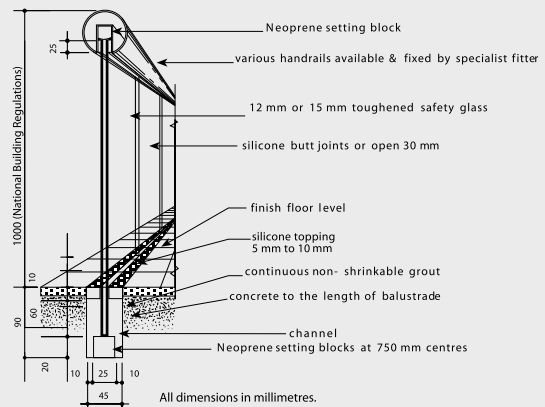 Neoprene setting block
25
various handrails available & fixed by specialist fitter
12 mm or 15 mm toughened safety glass
silicone butt joints or open 30 mm
1000 (National Building Regulations)
finish floor level
silicone topping
5 mm to 10 mm
continuous non- shrinkable grout
10
concrete to the length of balustrade
60
90
channel
Neoprene setting blocks at 750 mm centres
20
10 25 10
45
All dimensions in millimetres.